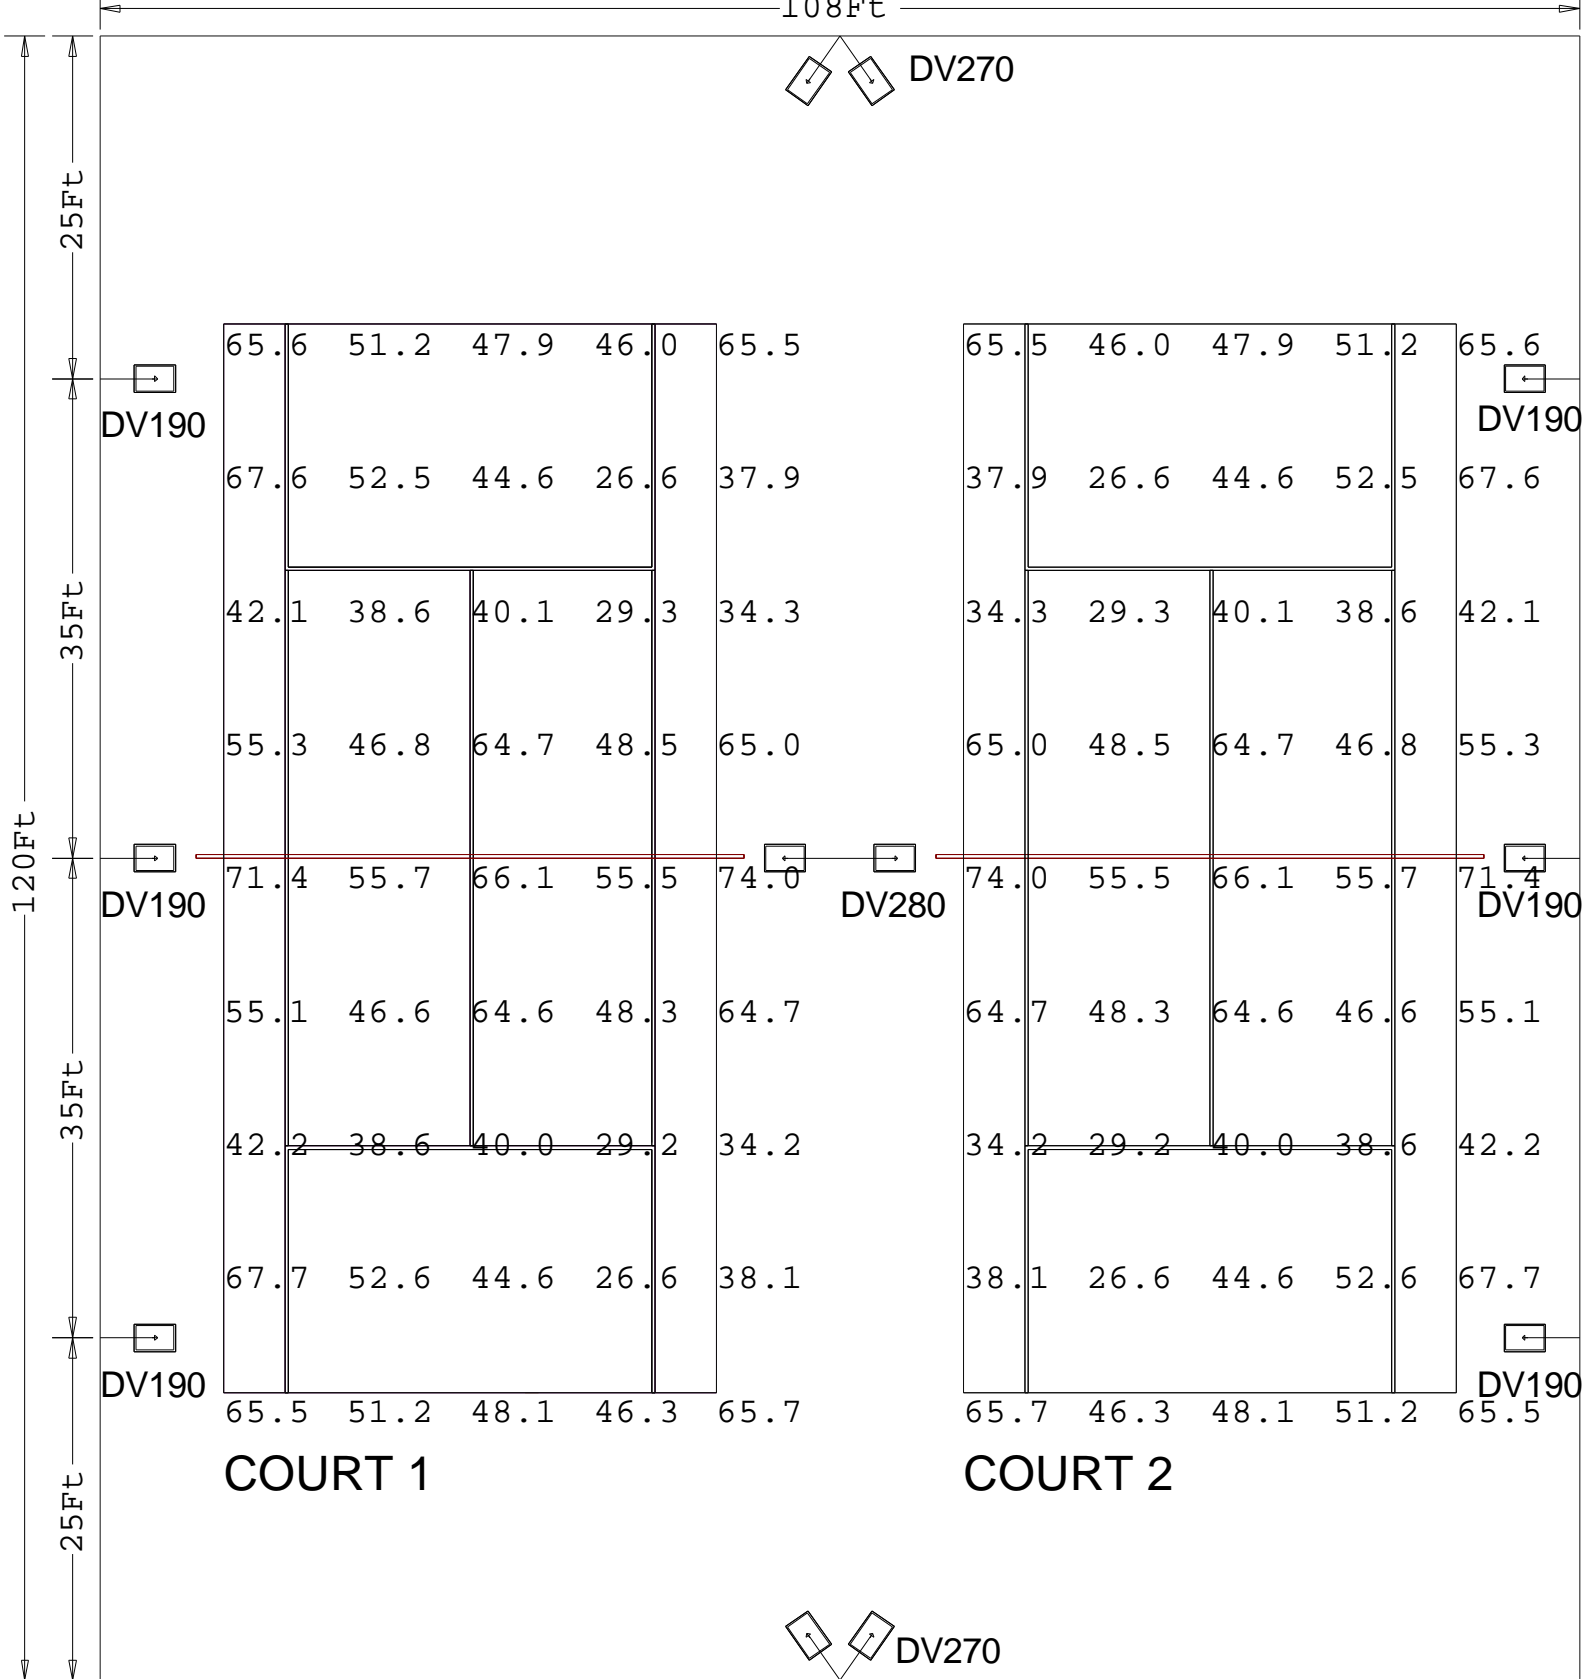 108Ft
DV270
25Ft
65.6 51.2 47.9 46.0 65.5 65.5 46.0 47.9 51.2 65.6
DV190 DV190
67.6 52.5 44.6 26.6 37.9 37.9 26.6 44.6 52.5 67.6
35Ft
42.1 38.6 40.1 29.3 34.3 34.3 29.3 40.1 38.6 42.1
55.3 46.8 64.7 48.5 65.0 65.0 48.5 64.7 46.8 55.3
120Ft
71.4 55.7 66.1 55.5 74.0 74.0 55.5 66.1 55.7 71.4
DV190 DV280 DV190
55.1 46.6 64.6 48.3 64.7 64.7 48.3 64.6 46.6 55.1
35Ft
42.2 38.6 40.0 29.2 34.2 34.2 29.2 40.0 38.6 42.2
67.7 52.6 44.6 26.6 38.1 38.1 26.6 44.6 52.6 67.7
DV190 DV190
65.5 51.2 48.1 46.3 65.7 65.7 46.3 48.1 51.2 65.5
COURT 1 COURT 2
25Ft
DV270